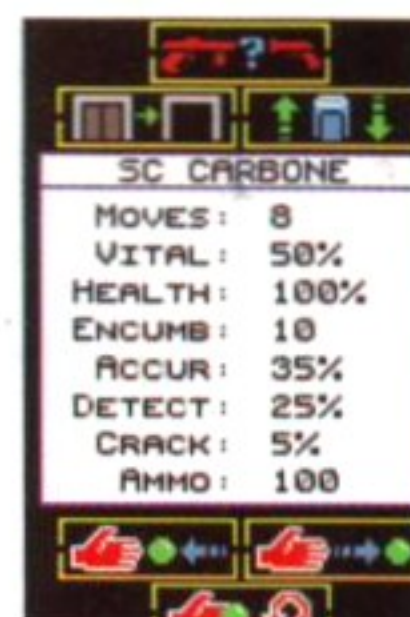 ?
SC CARBONE
MOVES: 8
VITAL: 50%
HEALTH: 100%
ENCUMB: 10
ACCUR: 35%
DETECT: 25%
CRACK: 5%
AMMO: 100